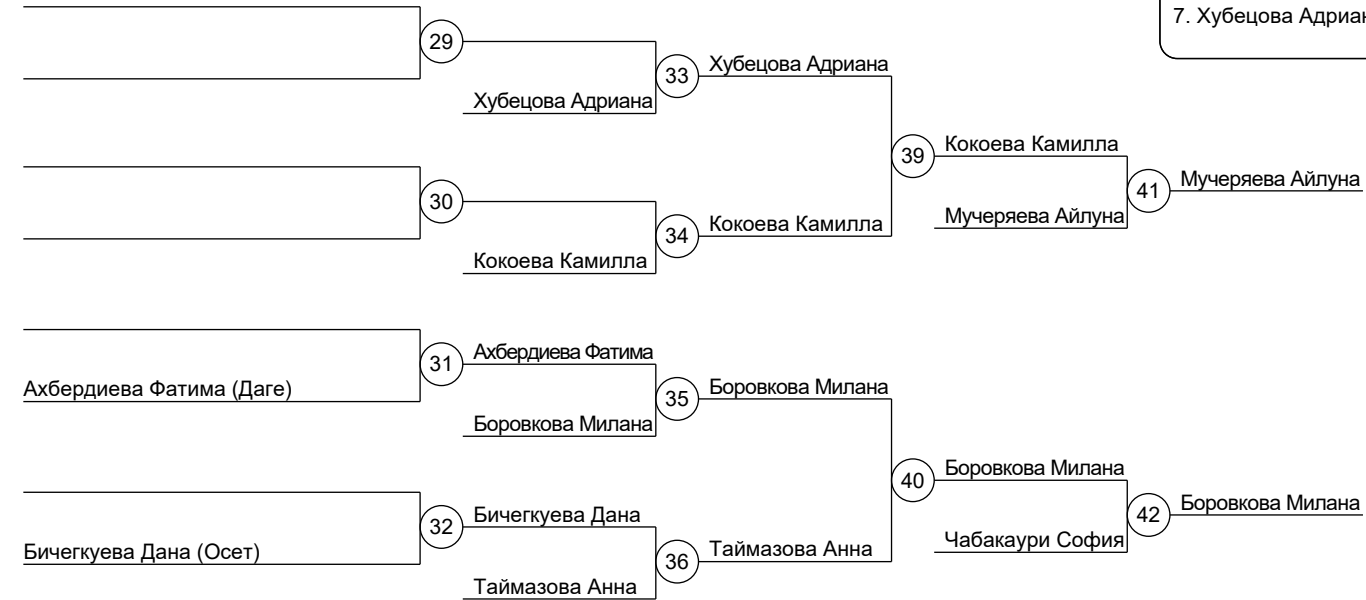 7. Хубецова Адриан
29
Хубецова Адриана
33
Хубецова Адриана
39
Кокоева Камилла
41
Мучеряева Айлуна
Мучеряева Айлуна
30
34
Кокоева Камилла
Кокоева Камилла
31
Ахбердиева Фатима
Ахбердиева Фатима (Даге)
35
Боровкова Милана
Боровкова Милана
40
Боровкова Милана
42
Боровкова Милана
Чабакаури София
32
Бичегкуева Дана
Бичегкуева Дана (Осет)
36
Таймазова Анна
Таймазова Анна